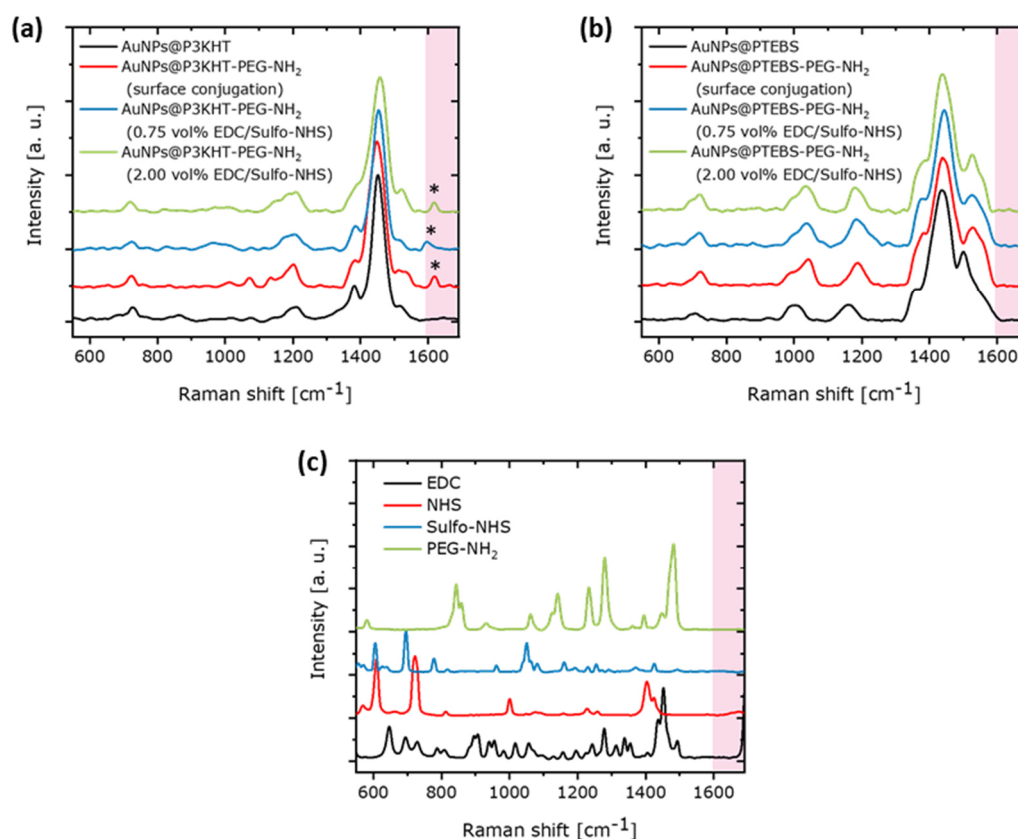 (a)
AuNPs@P3KHT
AuNPs@P3KHT-PEG-NH₂
(surface conjugation)
AuNPs@P3KHT-PEG-NH₂
(0.75 vol% EDC/Sulfo-NHS)
AuNPs@P3KHT-PEG-NH₂
(2.00 vol% EDC/Sulfo-NHS)
*
*
*
Intensity [a. u.]
600 800 1000 1200 1400 1600
Raman shift [cm⁻¹]
(b)
AuNPs@PTEBS
AuNPs@PTEBS-PEG-NH₂
(surface conjugation)
AuNPs@PTEBS-PEG-NH₂
(0.75 vol% EDC/Sulfo-NHS)
AuNPs@PTEBS-PEG-NH₂
(2.00 vol% EDC/Sulfo-NHS)
Intensity [a. u.]
600 800 1000 1200 1400 1600
Raman shift [cm⁻¹]
(c)
EDC
NHS
Sulfo-NHS
PEG-NH₂
Intensity [a. u.]
600 800 1000 1200 1400 1600
Raman shift [cm⁻¹]